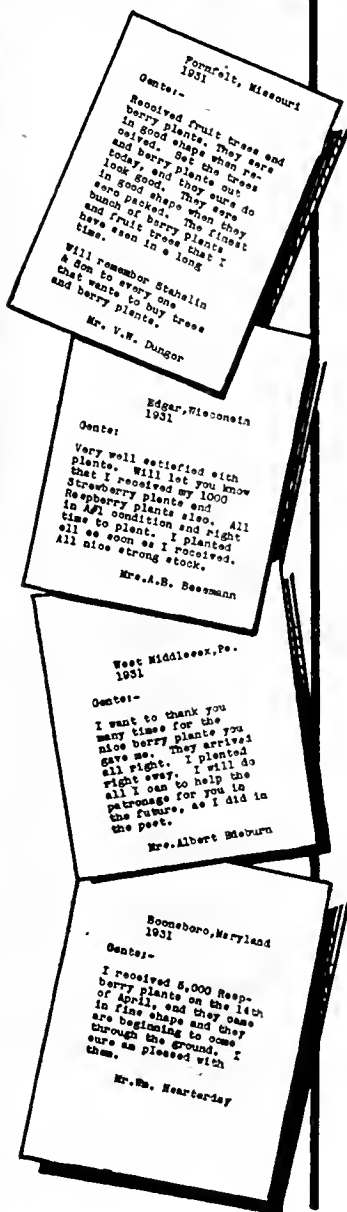 Fornfelt, Missouri
1931
Gents:-
Received fruit trees and
berry plants. They were
in good shape when re-
ceived. Set the trees
and berry plants out
today, and they sure do
look good. They were
in good shape when they
were packed. The finest
bunch of berry plants
and fruit trees that I
have seen in a long
time.
Will remember Stahelin
& Son to every one
that wants to buy trees
and berry plants.
Mr. V.W. Dungor
Edgar, Wisconsin
1931
Gents:
Very well satisfied with
plants. Will let you know
that I received my 1000
Strawberry plants and
Raspberry plants also. All
in A#1 condition and right
time to plant. I planted
all as soon as I received.
All nice strong stock.
Mrs.A.B. Bessmann
West Middlesex,Pa.
1931
Gents:-
I want to thank you
many times for the
nice berry plants you
gave me. They arrived
all right. I planted
right away. I will do
all I can to help the
patronage for you in
the future, as I did in
the past.
Mrs.Albert Edeburn
Boonsboro,Maryland
1931
Gents:-
I received 5,000 Rasp-
berry plants on the 14th
of April, and they came
in fine shape and they
are beginning to come
through the ground. I
sure am pleased with
them.
Mr.Wm.